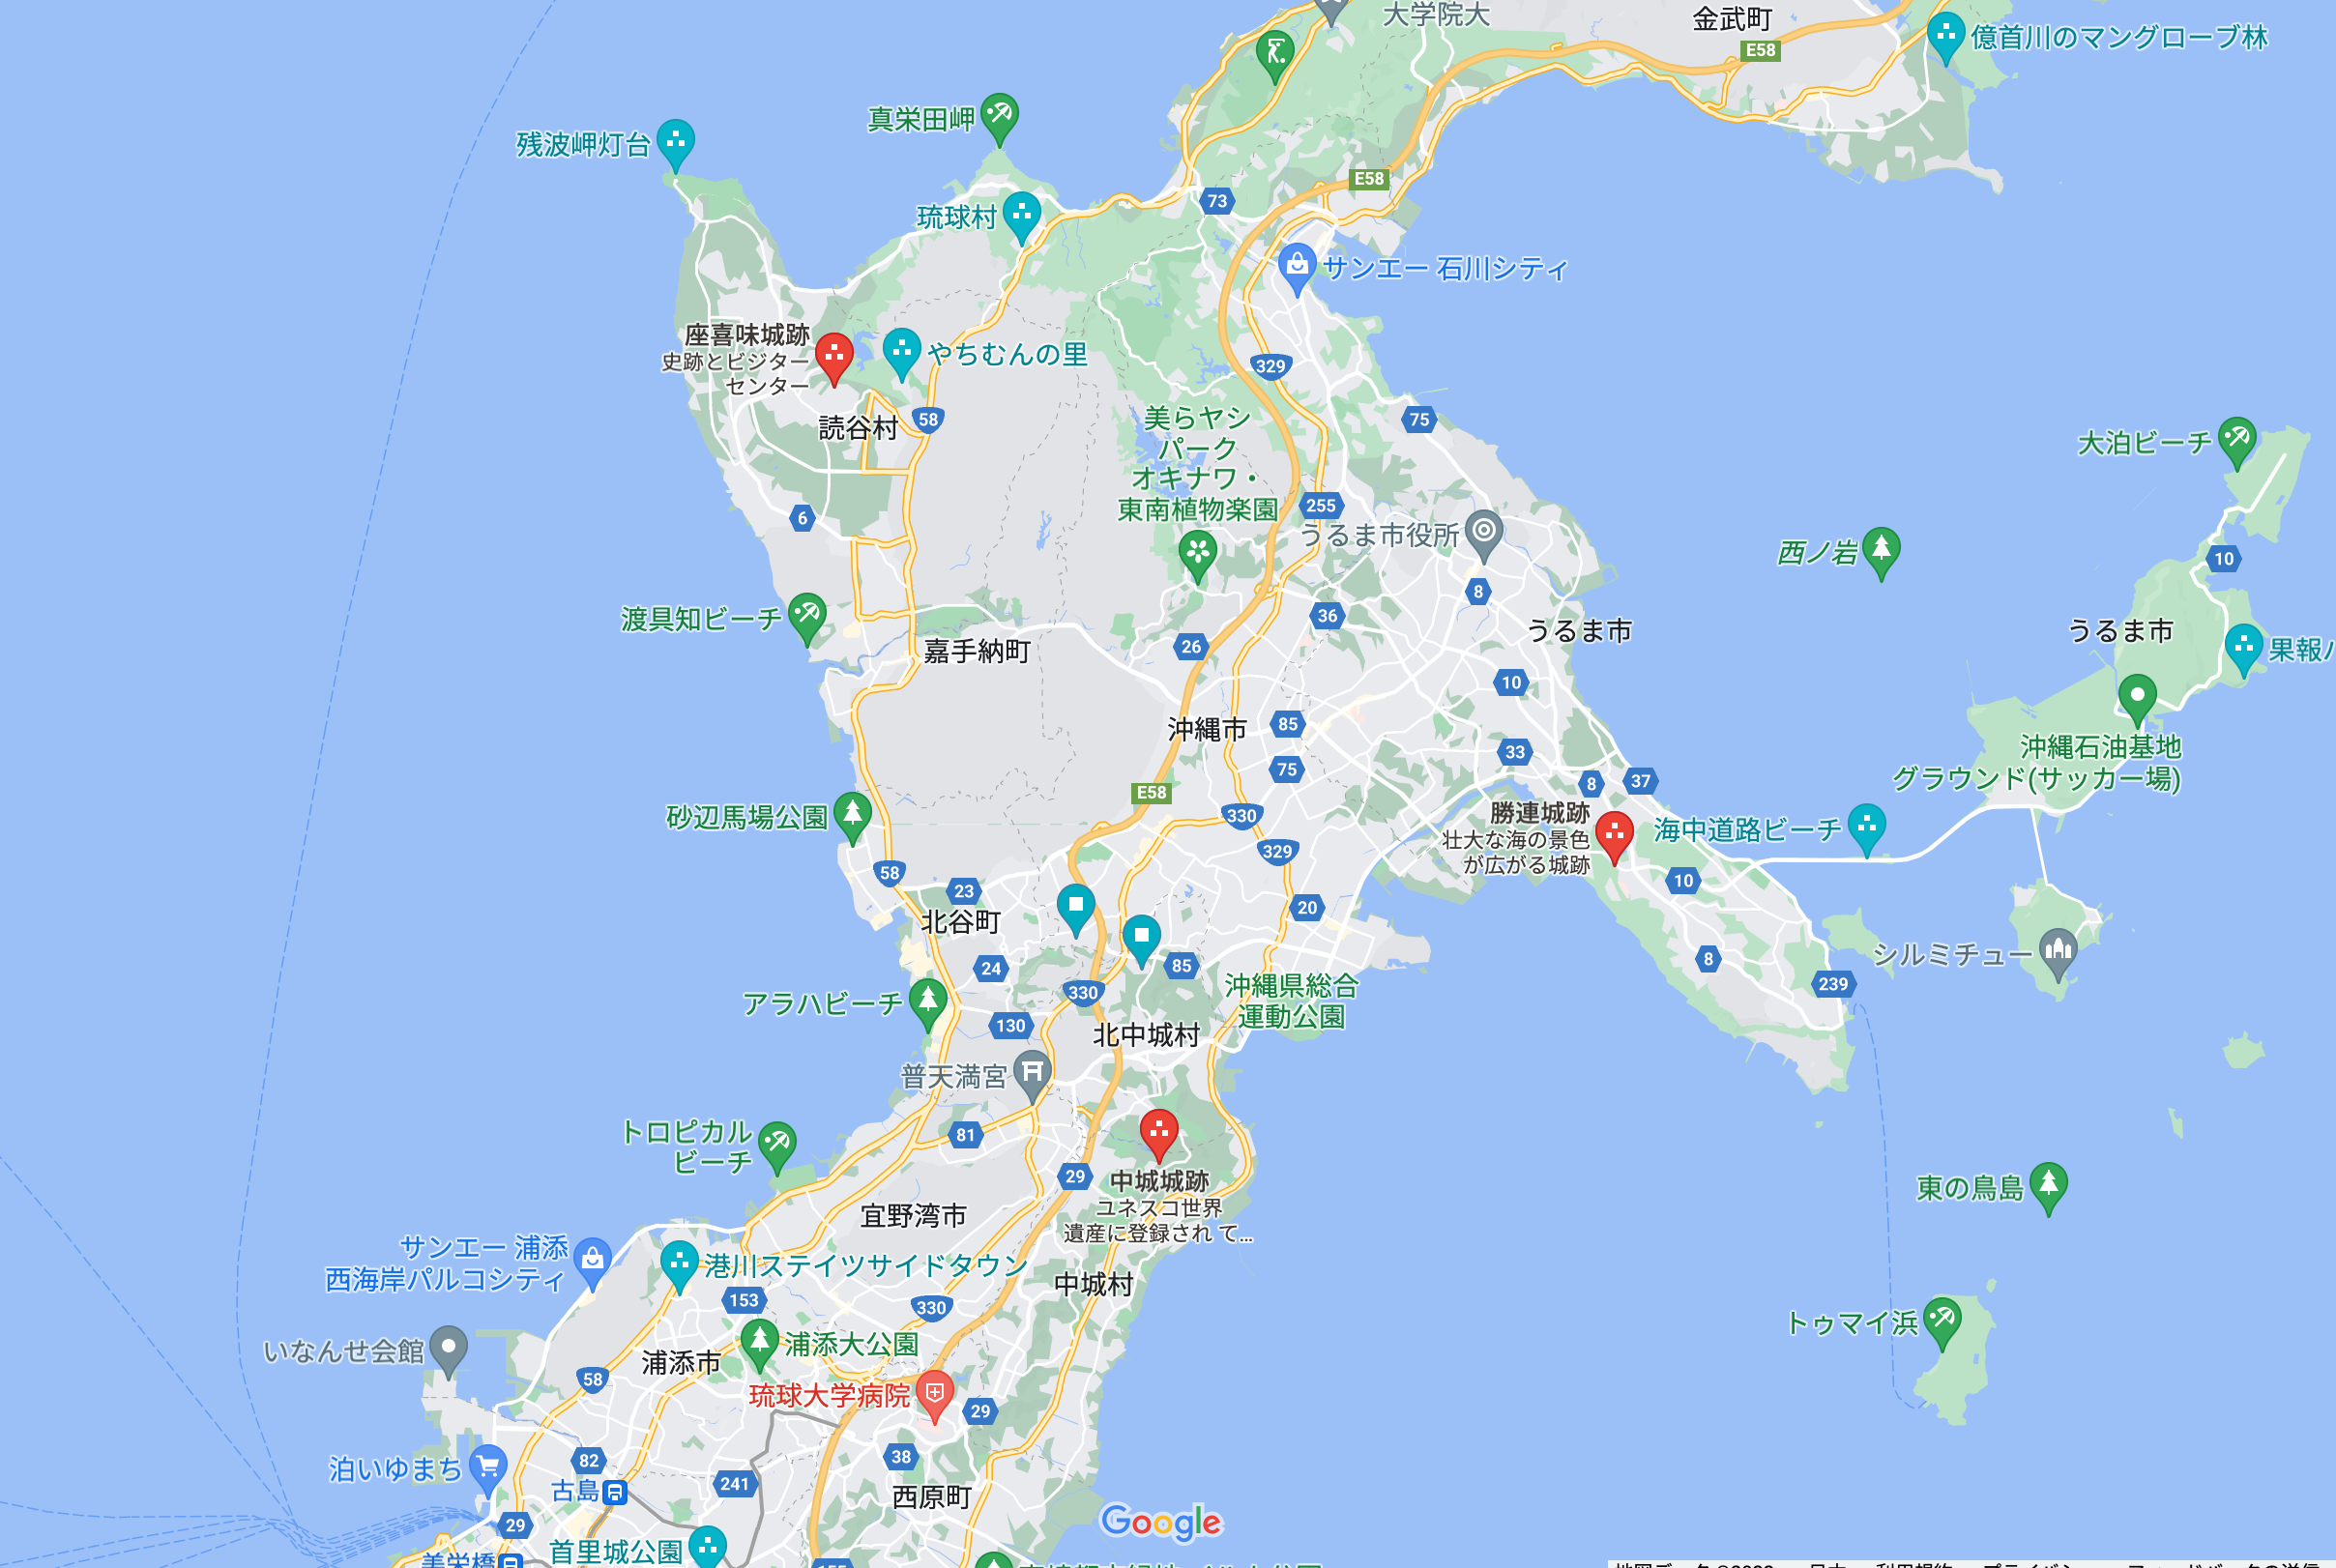 大学院大
金武町
E58
億首川のマングローブ林
真栄田岬
残波岬灯台
E58
73
琉球村
サンエー 石川シティ
座喜味城跡
史跡とビジター
センター
やちむんの里
329
読谷村
58
75
美らヤシ
パーク
オキナワ・
東南植物楽園
大泊ビーチ
6
255
うるま市役所
西ノ岩
10
8
渡具知ビーチ
36
うるま市
うるま市
嘉手納町
26
果報
10
沖縄市
85
沖縄石油基地
グラウンド(サッカー場)
33
75
8
37
E58
砂辺馬場公園
330
勝連城跡
壮大な海の景色
が広がる城跡
海中道路ビーチ
329
58
23
10
20
北谷町
24
85
8
シルミチュー
239
330
沖縄県総合
運動公園
アラハビーチ
130
北中城村
普天満宮
トロピカル
ビーチ
81
29
中城城跡
ユネスコ世界
遺産に登録され て...
東の鳥島
宜野湾市
サンエー 浦添
西海岸パルコシティ
港川ステイツサイドタウン
中城村
153
330
トゥマイ浜
いなんせ会館
浦添大公園
浦添市
58
琉球大学病院
29
38
泊いゆまち
82
241
古島
西原町
29
Google
首里城公園
美栄橋